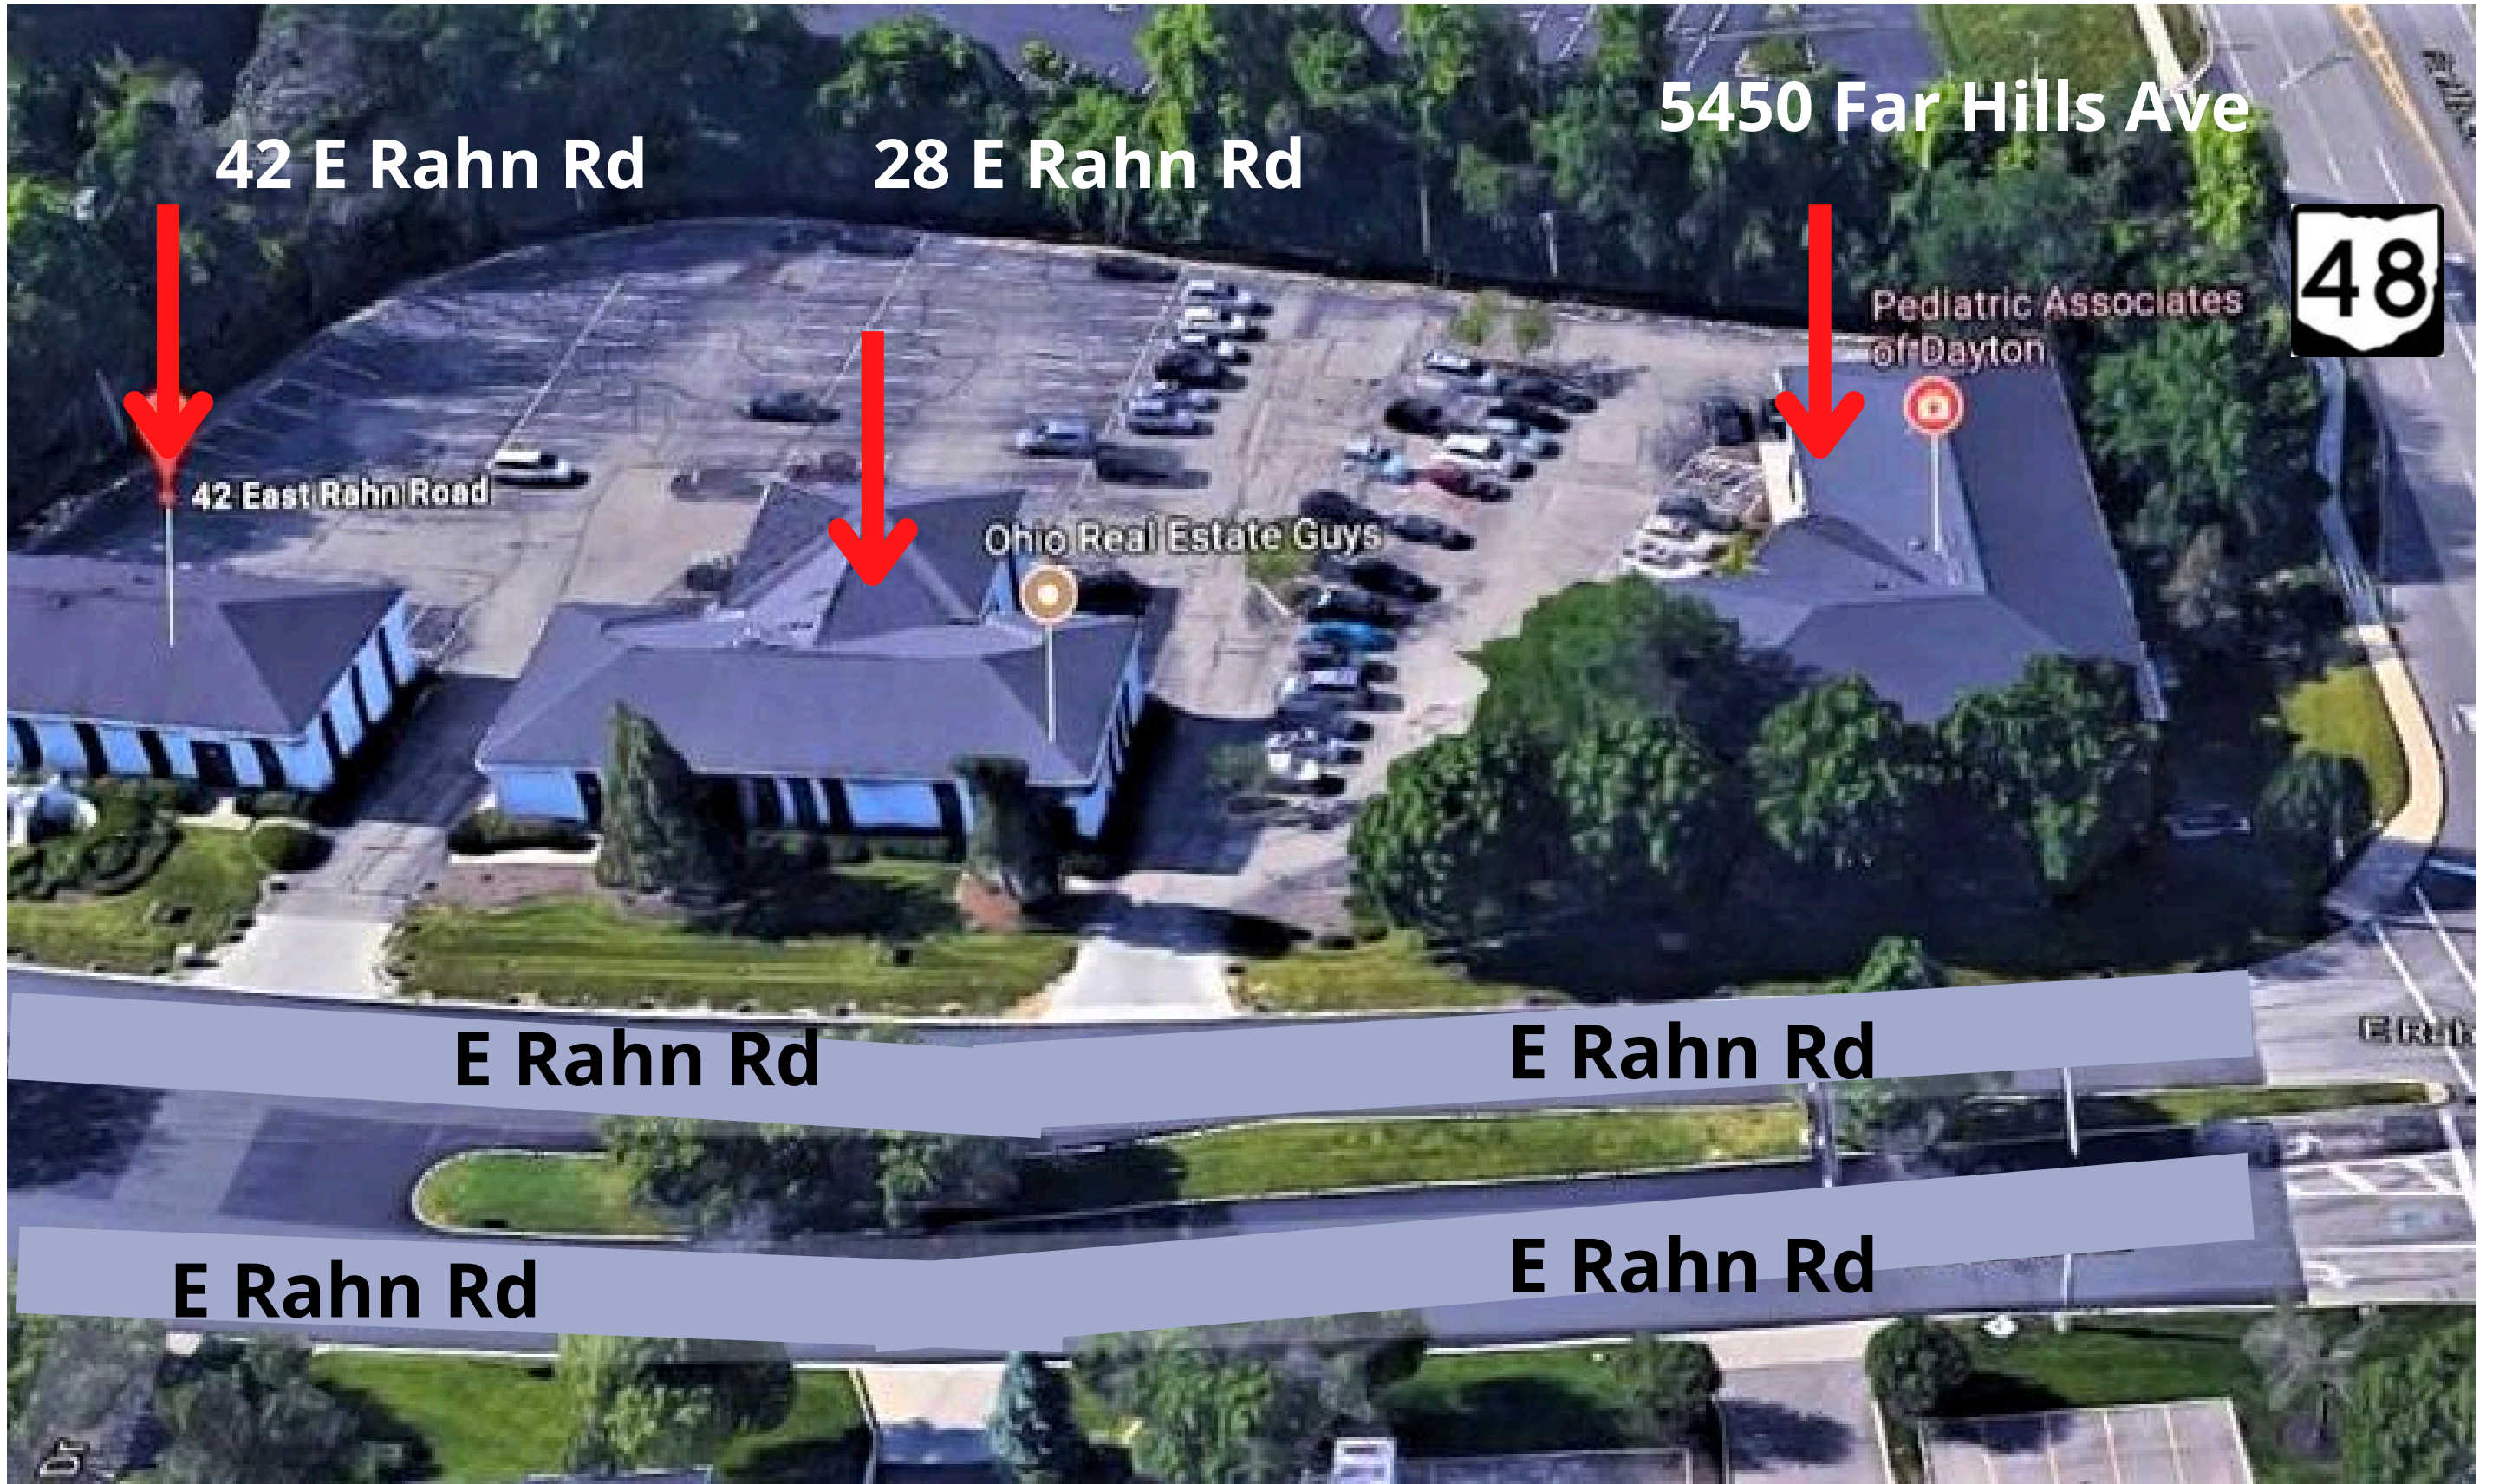 5450 Far Hills Ave
42 E Rahn Rd
28 E Rahn Rd
48
Pediatric Associates
of Dayton
42 East Rahn Road
Ohio Real Estate Guys
E Rahn Rd
E Rahn Rd
E Rahn Rd
E Rahn Rd
Dr